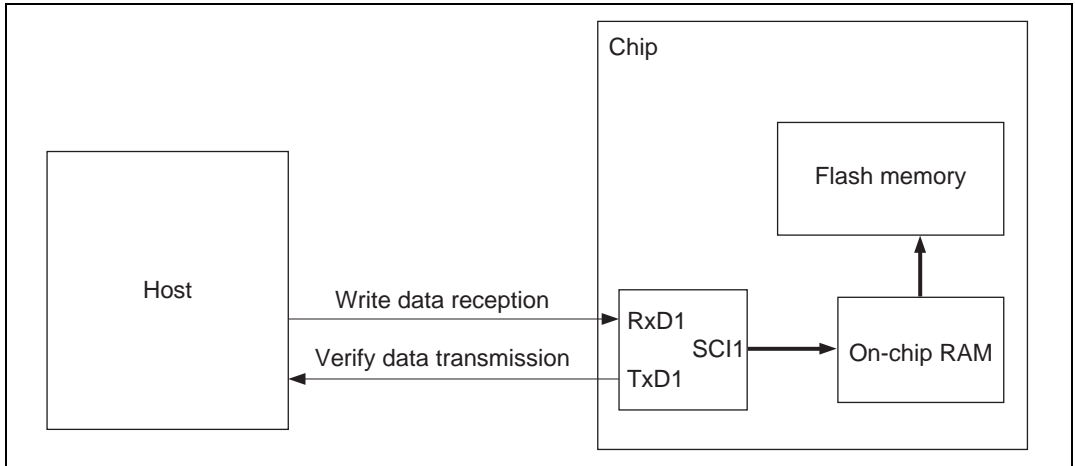 Chip
Flash memory
Host
Write data reception
RxD1
SCI1
On-chip RAM
Verify data transmission
TxD1